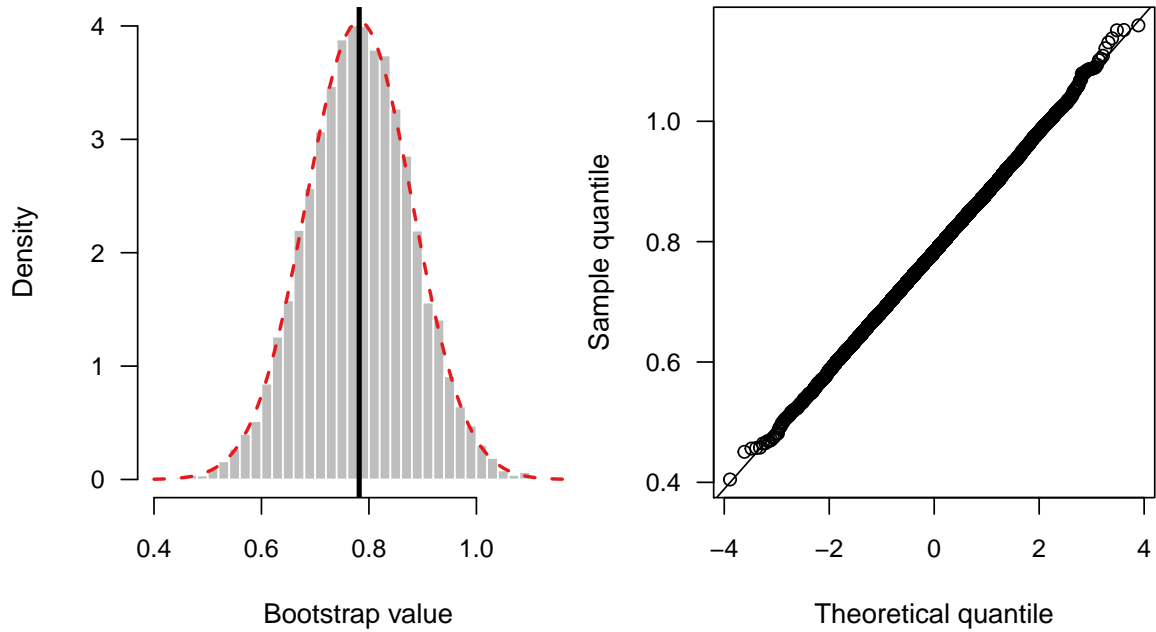 Density
4
3
2
1
0
0.4 0.6 0.8 1.0
Bootstrap value
Sample quantile
1.0
0.8
0.6
0.4
−4 −2 0 2 4
Theoretical quantile